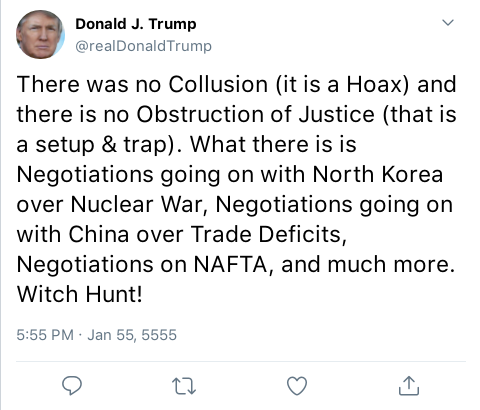 Donald J. Trump
@realDonaldTrump
There was no Collusion (it is a Hoax) and
there is no Obstruction of Justice (that is
a setup & trap). What there is is
Negotiations going on with North Korea
over Nuclear War, Negotiations going on
with China over Trade Deficits,
Negotiations on NAFTA, and much more.
Witch Hunt!
5:55 PM · Jan 55, 5555